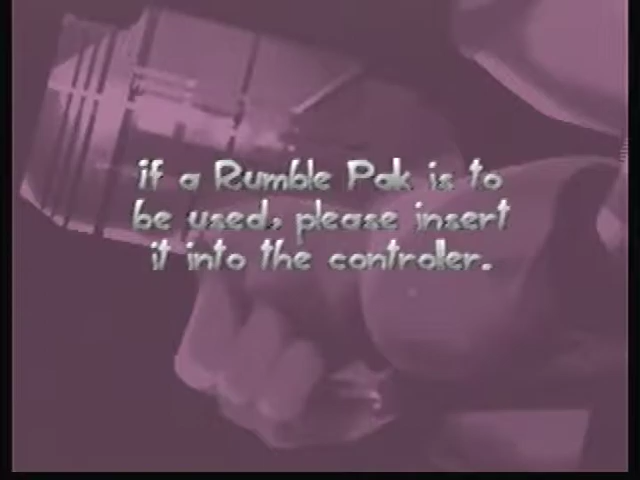 if a Rumble Pak is to
be used, please insert
it into the controller.